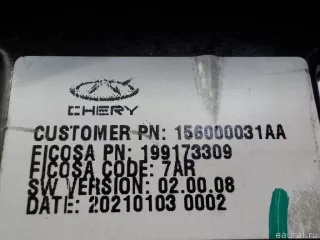 CHERY
CUSTOMER PN: 156000031AA
FICOSA PN: 199173309
FICOSA CODE: 7AR
SW VERSION: 02.00.08
DATE: 20210103 0002
eaurai.ru